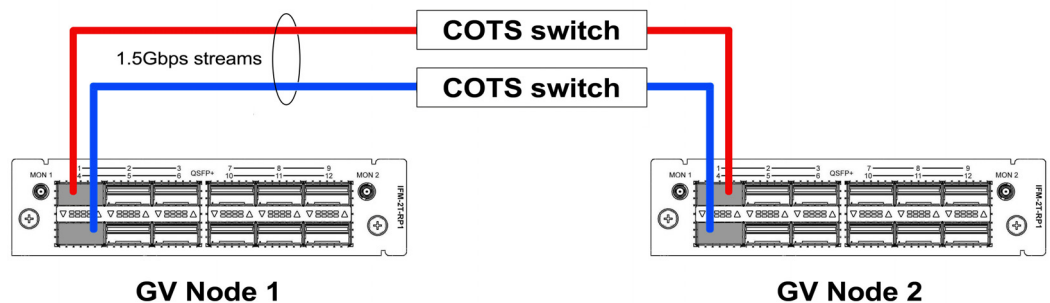 COTS switch
1.5Gbps streams
COTS switch
MON 1
1 2 3
4 5 6
QSFP+
7 8 9
10 11 12
MON 2
IFM-2T-RP1
MON 1
1 2 3
4 5 6
QSFP+
7 8 9
10 11 12
MON 2
IFM-2T-RP1
GV Node 1
GV Node 2